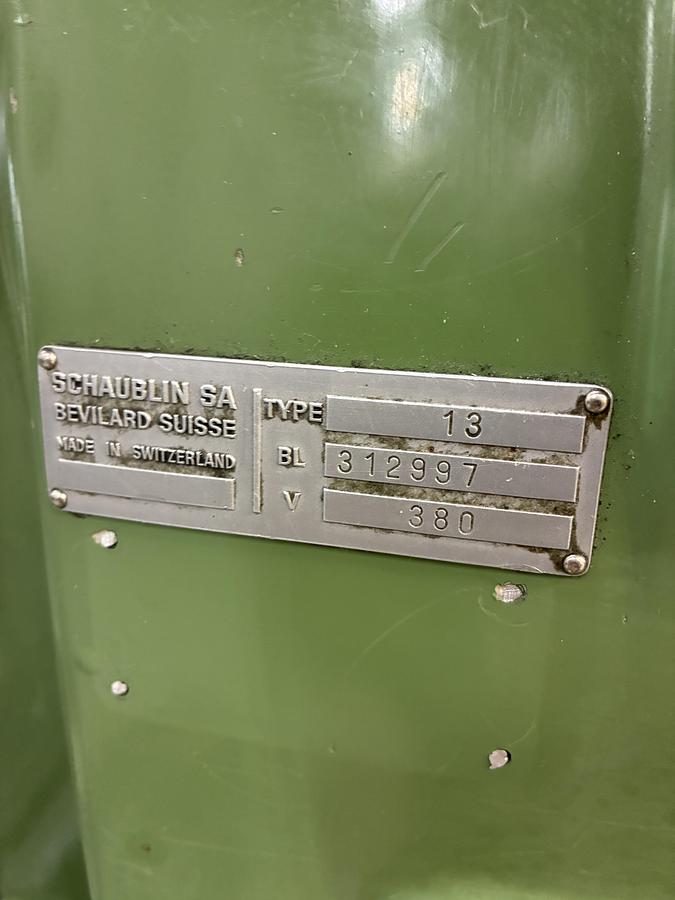 SCHAUBLIN SA
BEVILARD SUISSE
MADE IN SWITZERLAND
TYPE 13
BL 312997
V 380